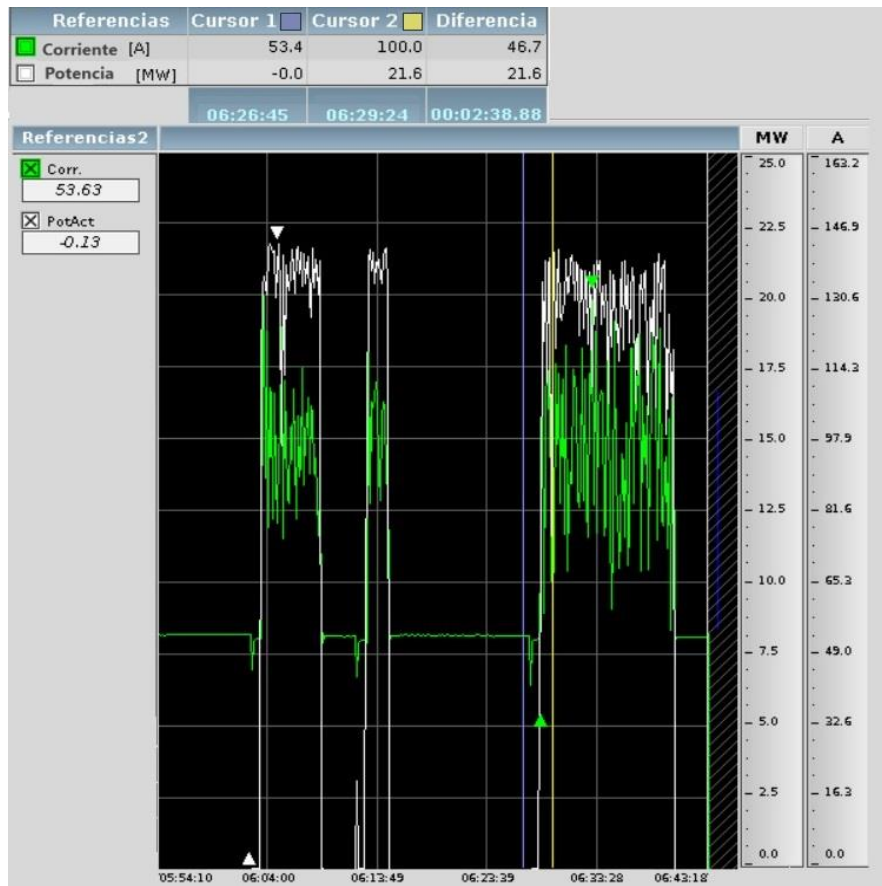 Referencias Cursor 1 Cursor 2 Diferencia
Corriente [A] 53.4 100.0 46.7
Potencia [MW] -0.0 21.6 21.6
06:26:45 06:29:24 00:02:38.88
Referencias2 MW A
Corr.
53.63
PotAct
-0.13
25.0 163.2
22.5 146.9
20.0 130.6
17.5 114.3
15.0 97.9
12.5 81.6
10.0 65.3
7.5 49.0
5.0 32.6
2.5 16.3
0.0 0.0
05:54:10 06:04:00 06:13:49 06:23:39 06:33:28 06:43:18